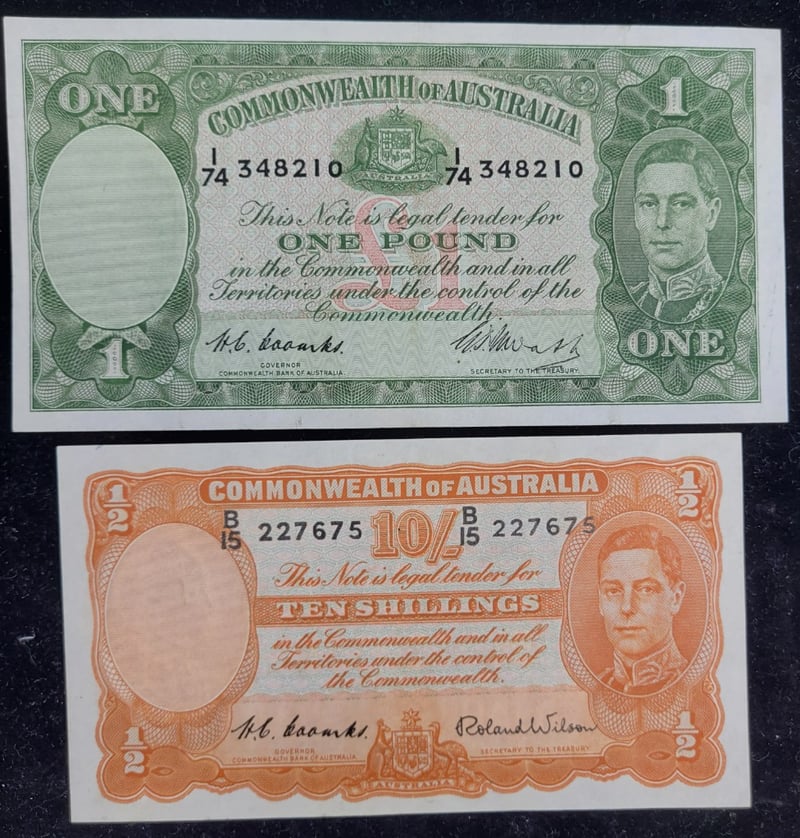 ONE
COMMONWEALTH OF AUSTRALIA
1
I/74 348210 I/74 348210
AUSTRALIA
£1
This Note is legal tender for
ONE POUND
in the Commonwealth and in all
Territories under the control of the
Commonwealth.
H.C. Coombs.
GOVERNOR
COMMONWEALTH BANK OF AUSTRALIA.
SECRETARY TO THE TREASURY.
1
ONE
1/2
COMMONWEALTH OF AUSTRALIA
1/2
B/15 227675 10/- B/15 227675
This Note is legal tender for
TEN SHILLINGS
in the Commonwealth and in all
Territories under the control of
the Commonwealth.
H.C. Coombs.
Roland Wilson
GOVERNOR
COMMONWEALTH BANK OF AUSTRALIA.
SECRETARY TO THE TREASURY.
1/2
AUSTRALIA
1/2